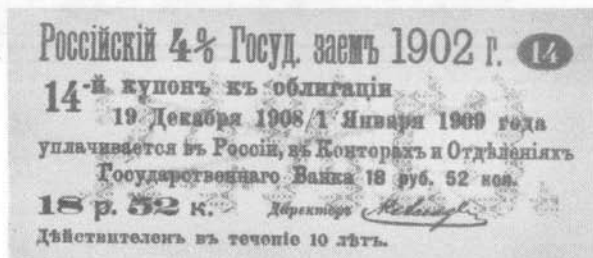 Россійскій 4% Госуд. заемъ 1902 г. 14
14-й купонъ къ облигаціи
19 Декабря 1908/1 Января 1909 года
уплачивается въ Россіи, въ Конторахъ и Отдѣленіяхъ
Государственнаго Банка 18 руб. 52 коп.
18 р. 52 к. Директоръ
Дѣйствителенъ въ теченіе 10 лѣтъ.